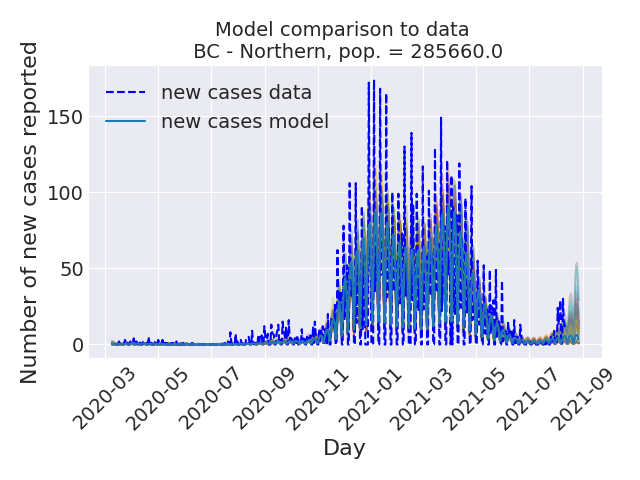 Model comparison to data
BC - Northern, pop. = 285660.0
new cases data
new cases model
Number of new cases reported
150
100
50
0
2020-03
2020-05
2020-07
2020-09
2020-11
2021-01
2021-03
2021-05
2021-07
2021-09
Day